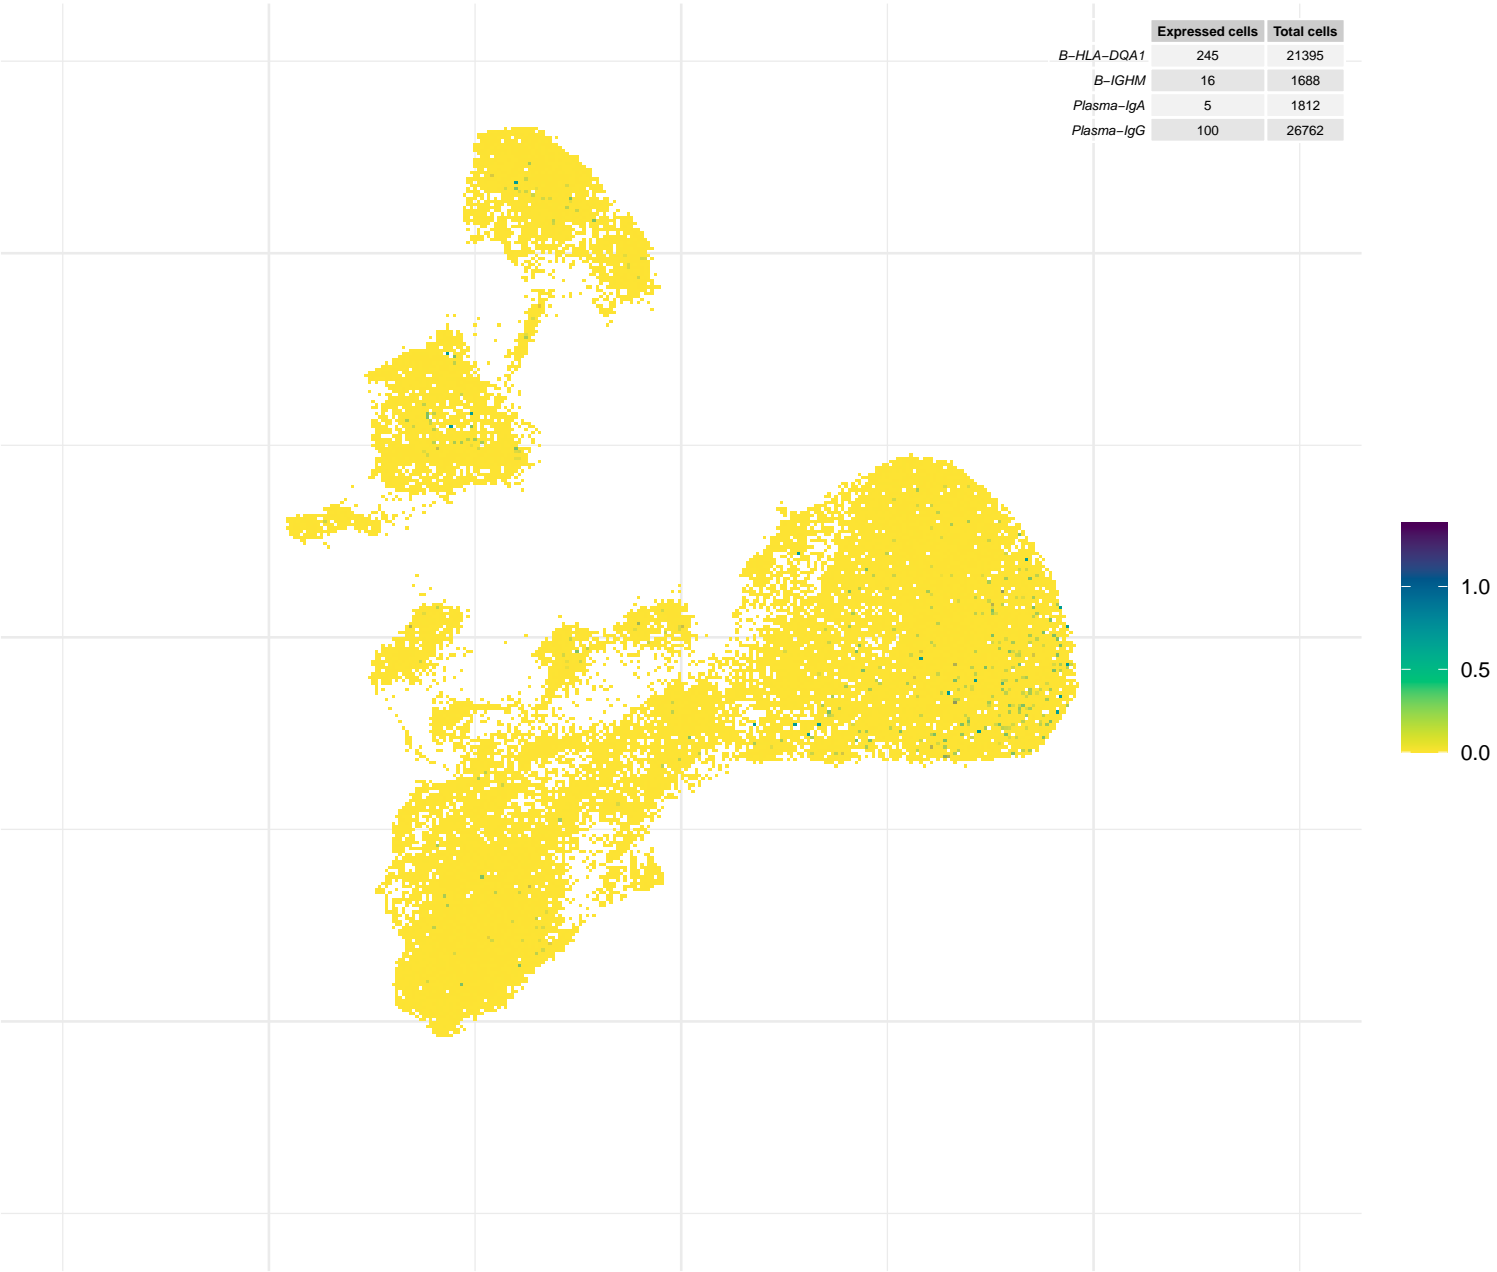 Expressed cells Total cells
B−HLA−DQA1 245 21395
B−IGHM 16 1688
Plasma−IgA 5 1812
Plasma−IgG 100 26762
1.0
0.5
0.0